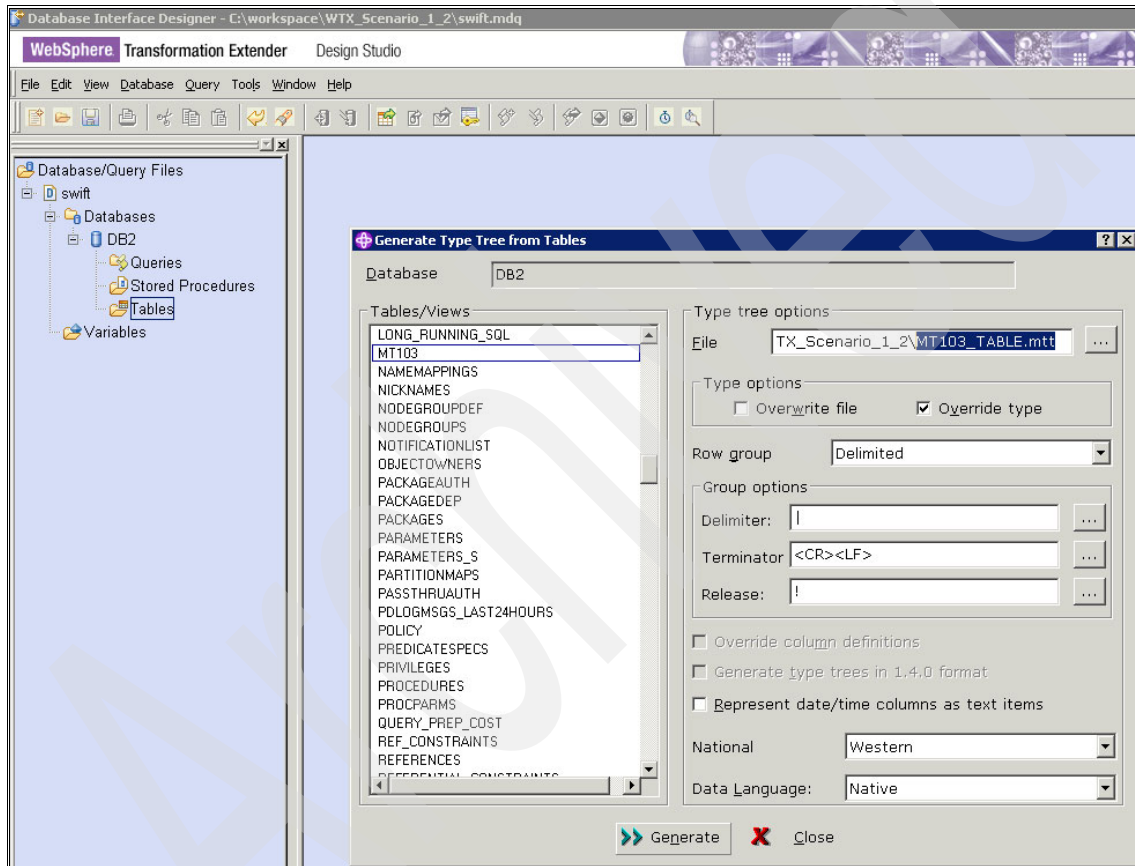 Database Interface Designer - C:\workspace\WTX_Scenario_1_2\swift.mdq
WebSphere Transformation Extender Design Studio
File Edit View Database Query Tools Window Help
Database/Query Files
swift
Databases
DB2
Queries
Stored Procedures
Tables
Variables
Generate Type Tree from Tables
Database DB2
Tables/Views
LONG_RUNNING_SQL
MT103
NAMEMAPPINGS
NICKNAMES
NODEGROUPDEF
NODEGROUPS
NOTIFICATIONLIST
OBJECTOWNERS
PACKAGEAUTH
PACKAGEDEP
PACKAGES
PARAMETERS
PARAMETERS_S
PARTITIONMAPS
PASSTHRUAUTH
PDLOGMSGS_LAST24HOURS
POLICY
PREDICATESPECS
PRIVILEGES
PROCEDURES
PROCPARMS
QUERY_PREP_COST
REF_CONSTRAINTS
REFERENCES
REFERENTIAL_CONSTRAINTS
Type tree options
File TX_Scenario_1_2\MT103_TABLE.mtt ...
Type options
Overwrite file Override type
Row group Delimited
Group options
Delimiter: | ...
Terminator <CR><LF> ...
Release: ! ...
Override column definitions
Generate type trees in 1.4.0 format
Represent date/time columns as text items
National Western
Data Language: Native
Generate Close